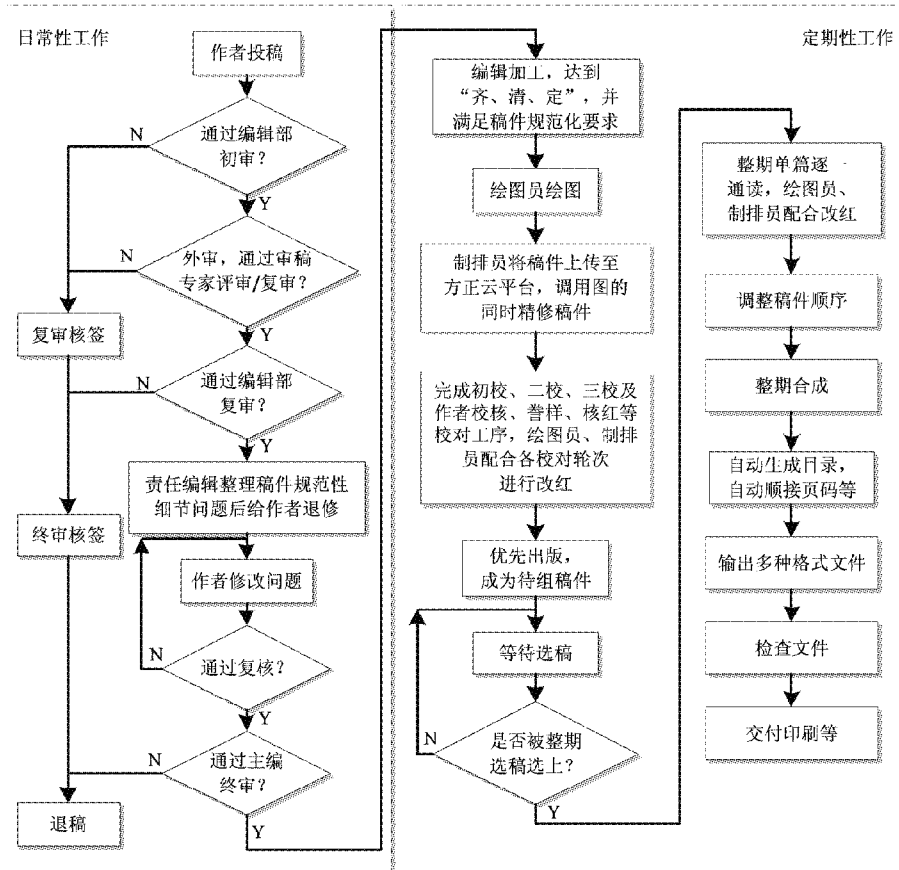 日常性工作
作者投稿
通过编辑部
初审?
N
Y
外审，通过审稿
专家评审/复审?
N
Y
复审核签
通过编辑部
复审?
N
Y
责任编辑整理稿件规范性
细节问题后给作者退修
终审核签
作者修改问题
通过复核?
N
Y
通过主编
终审?
N
Y
退稿
定期性工作
编辑加工，达到
“齐、清、定”，并
满足稿件规范化要求
绘图员绘图
制排员将稿件上传至
方正云平台，调用图的
同时精修稿件
完成初校、二校、三校及
作者校核、誊样、核红等
校对工序，绘图员、制排
员配合各校对轮次
进行改红
优先出版，
成为待组稿件
等待选稿
是否被整期
选稿选上?
N
Y
整期单篇逐一
通读，绘图员、
制排员配合改红
调整稿件顺序
整期合成
自动生成目录，
自动顺接页码等
输出多种格式文件
检查文件
交付印刷等